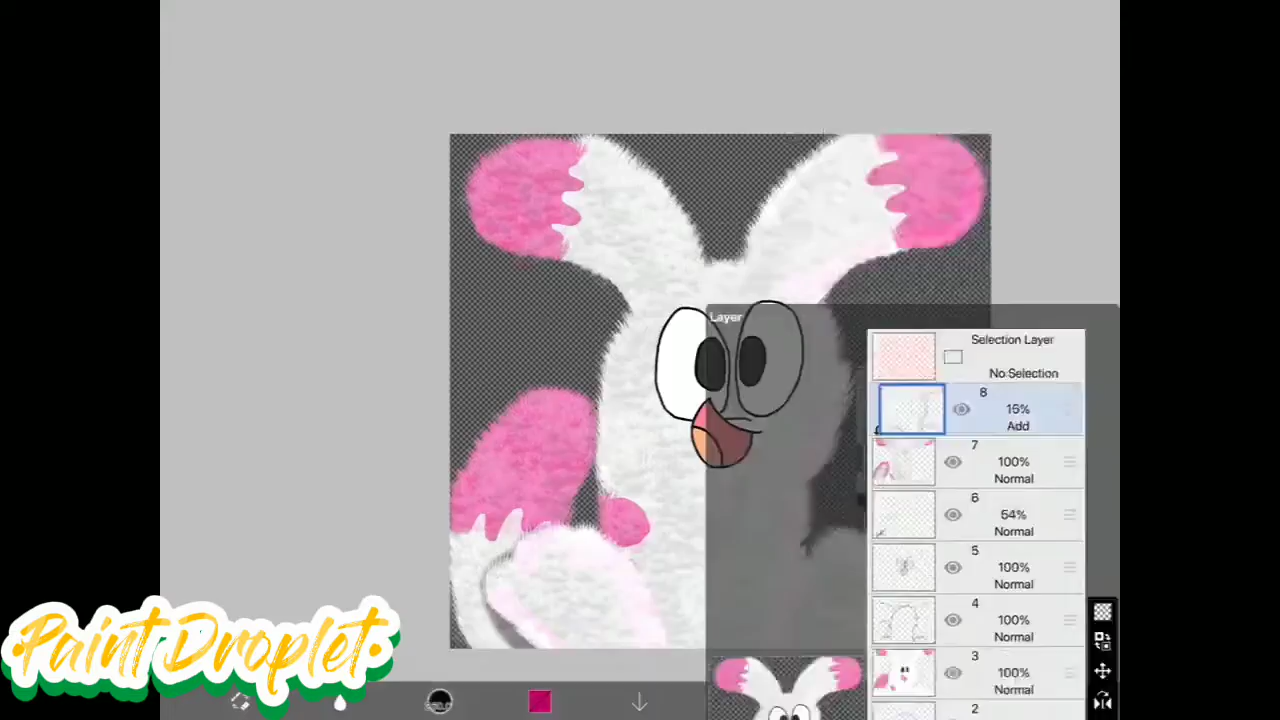 Layer
Selection Layer
No Selection
8
15%
Add
7
100%
Normal
6
54%
Normal
5
100%
Normal
4
100%
Normal
3
100%
Normal
2
Paint Droplet